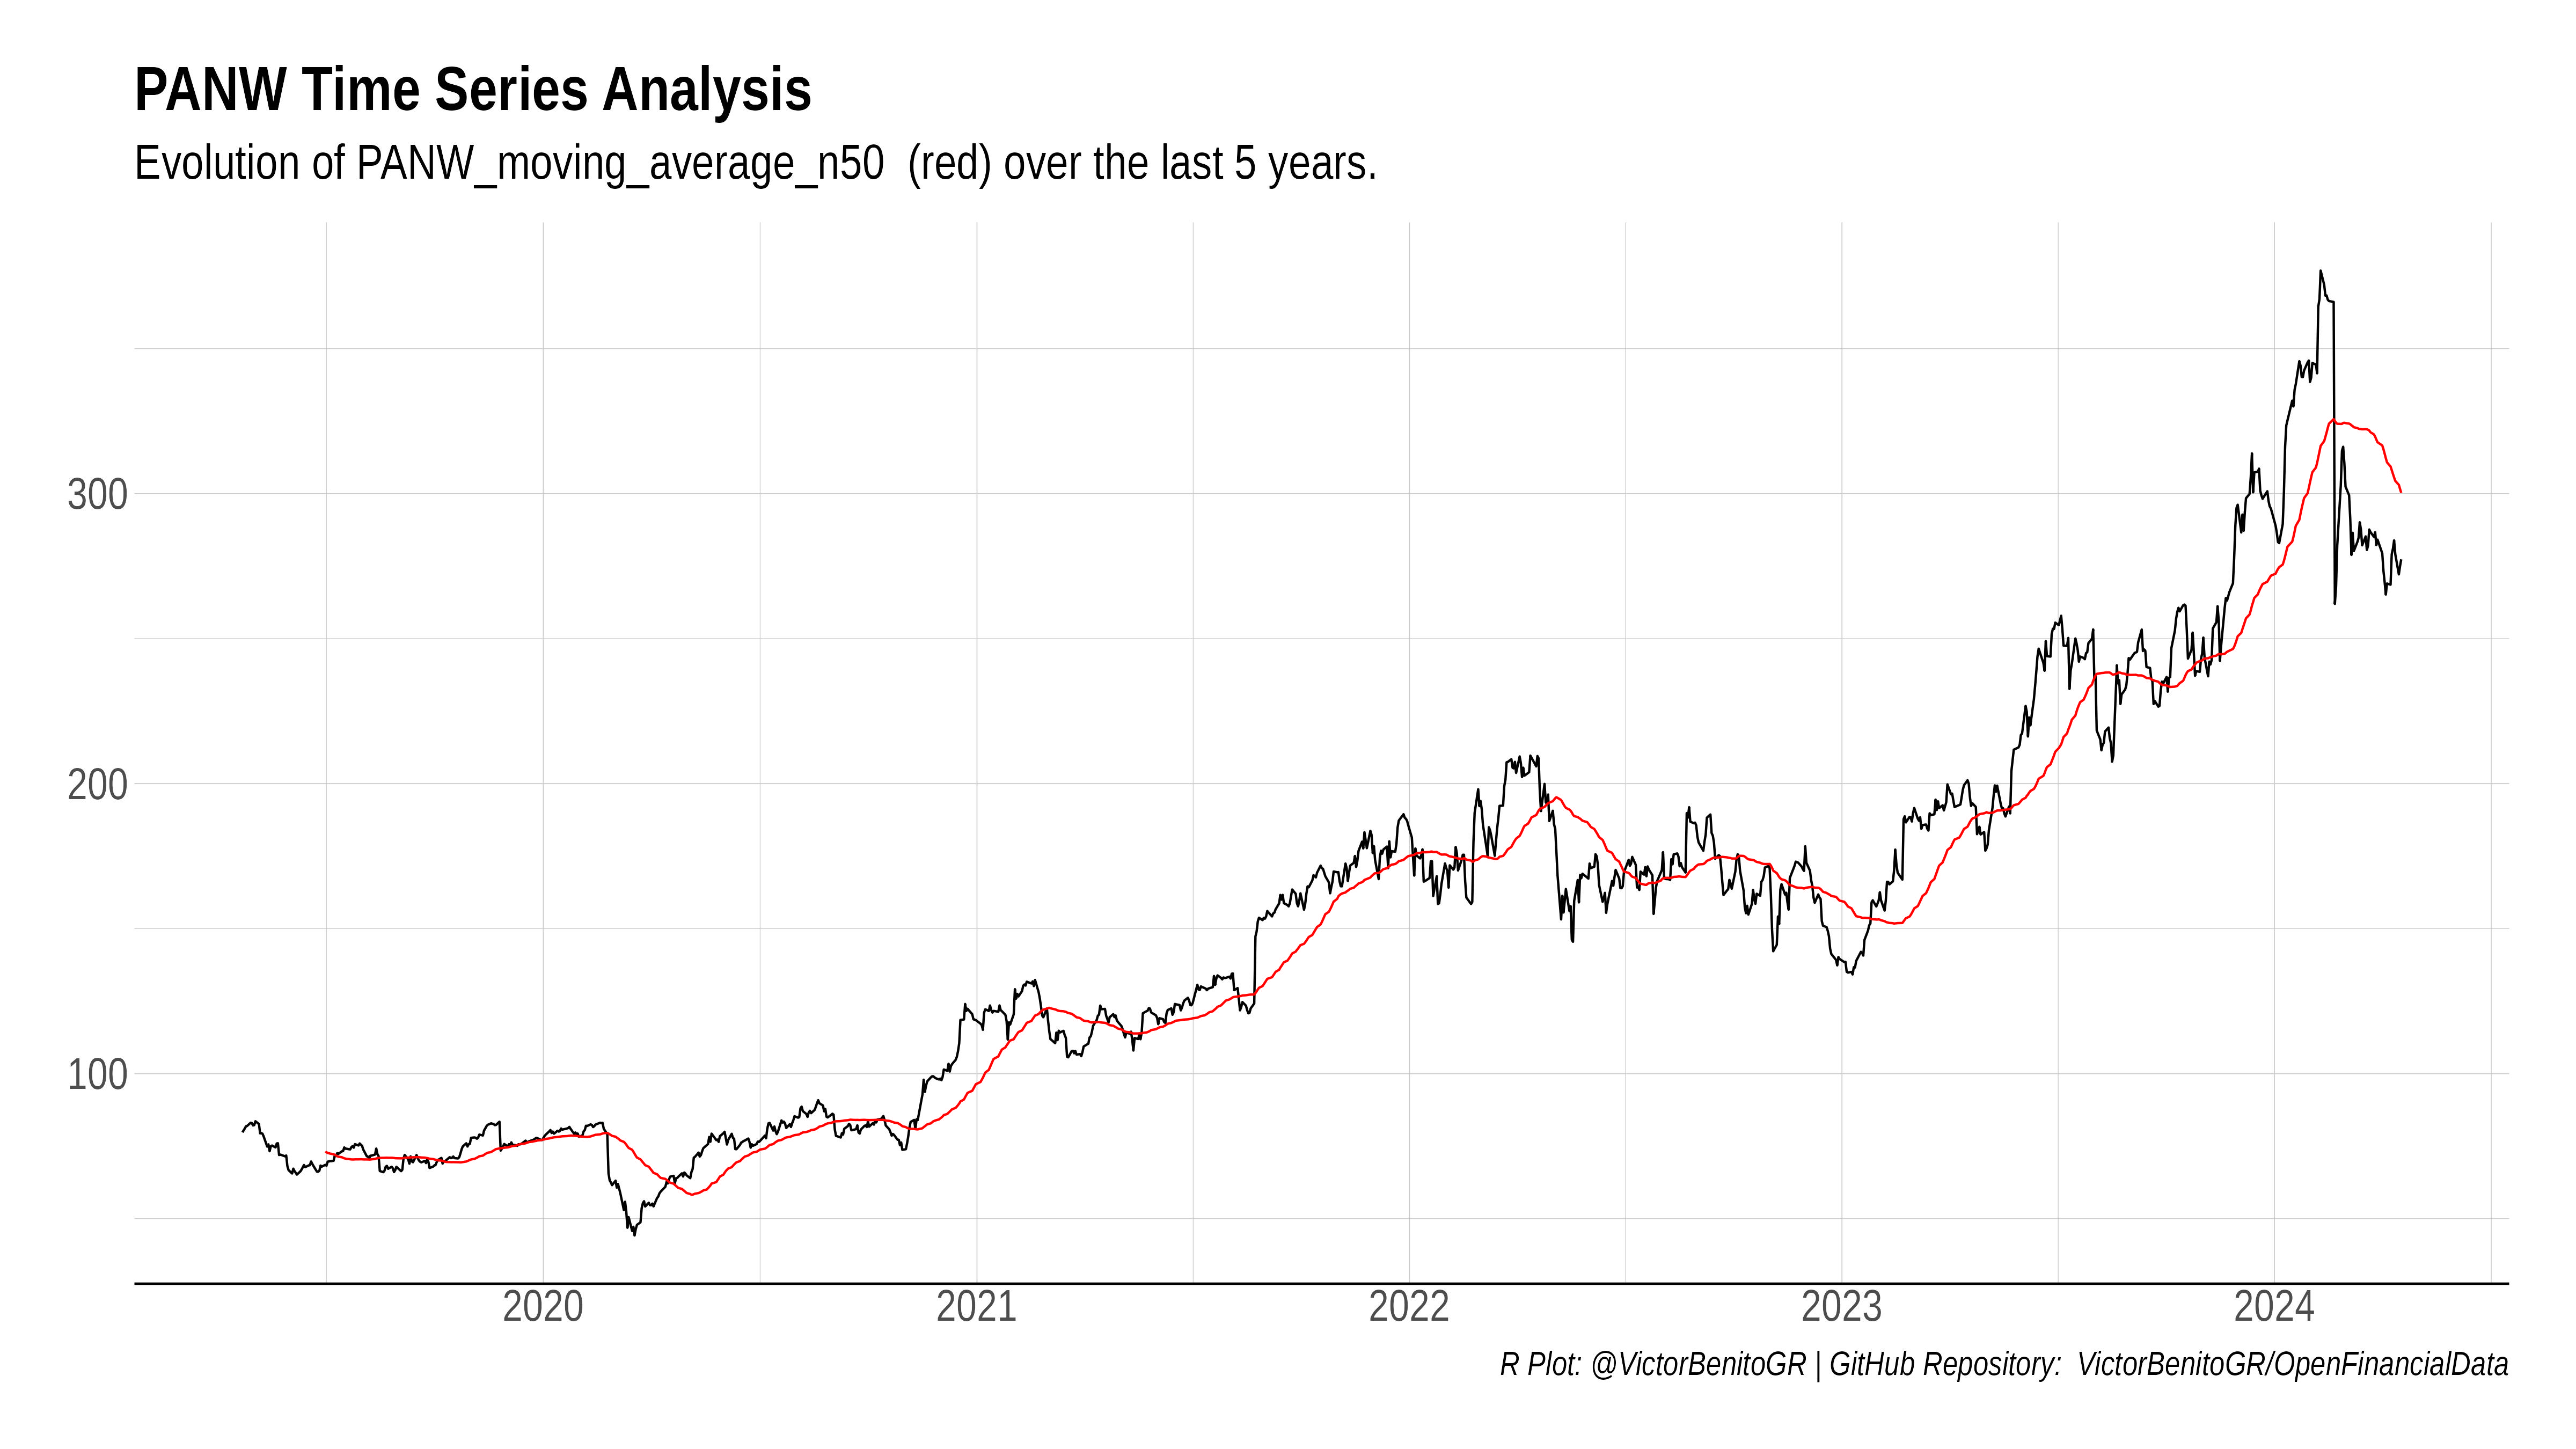 PANW Time Series Analysis
Evolution of PANW_moving_average_n50  (red) over the last 5 years.
300
200
100
2020 2021 2022 2023 2024
R Plot: @VictorBenitoGR | GitHub Repository:  VictorBenitoGR/OpenFinancialData